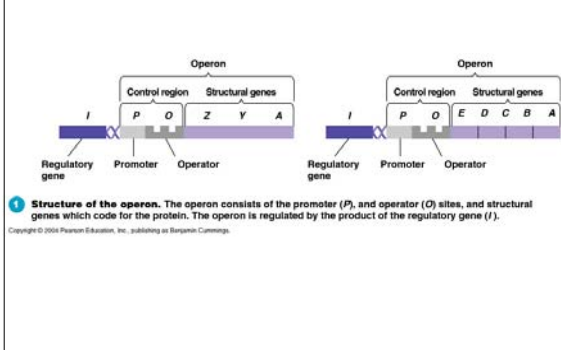 Operon
Control region Structural genes
I P O Z Y A
Regulatory gene
Promoter Operator
Operon
Control region Structural genes
I P O E D C B A
Regulatory gene
Promoter Operator
1 Structure of the operon. The operon consists of the promoter (P), and operator (O) sites, and structural
genes which code for the protein. The operon is regulated by the product of the regulatory gene (I).
Copyright © 2004 Pearson Education, Inc., publishing as Benjamin Cummings.